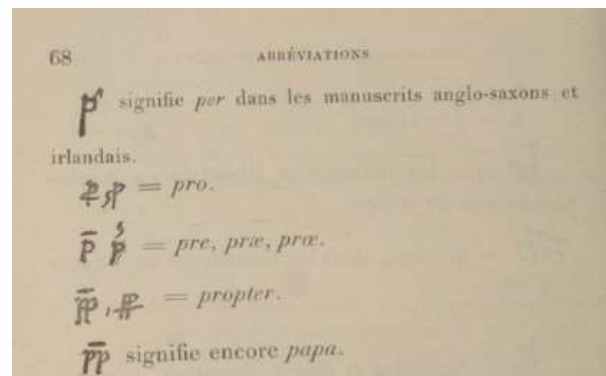 68 ABRÉVIATIONS
signifie per dans les manuscrits anglo-saxons et
irlandais.
= pro.
p̄ = pre, præ, prœ.
= propter.
p̄p̄ signifie encore papa.